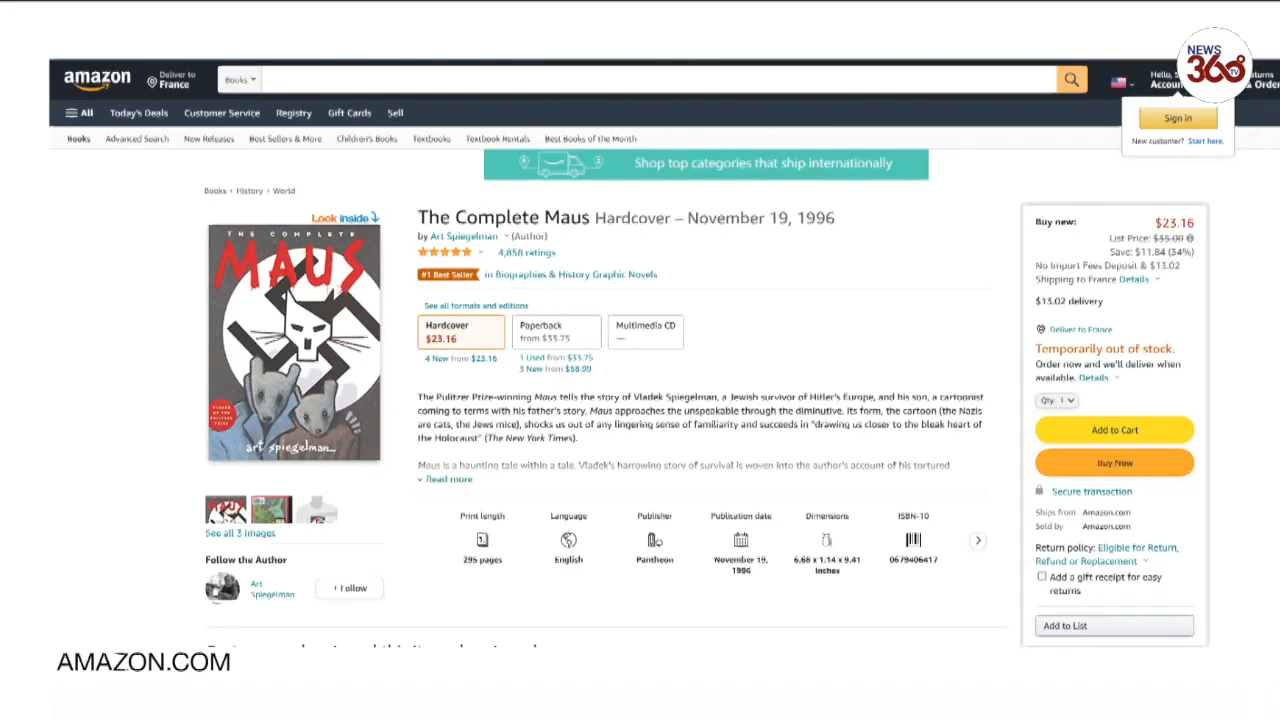 NEWS
360°
TV
amazon
Deliver to
France
Books
Hello,
Accou
eturns
& Order
All Today's Deals Customer Service Registry Gift Cards Sell
Sign in
New customer? Start here.
Books Advanced Search New Releases Best Sellers & More Children's Books Textbooks Textbook Rentals Best Books of the Month
Shop top categories that ship internationally
Books › History › World
Look inside
THE COMPLETE
MAUS
WINNER OF THE PULITZER PRIZE
art spiegelman
The Complete Maus Hardcover – November 19, 1996
by Art Spiegelman (Author)
4,858 ratings
#1 Best Seller in Biographies & History Graphic Novels
See all formats and editions
Hardcover
$23.16
Paperback
from $33.75
Multimedia CD
—
4 New from $23.16
1 Used from $33.75
3 New from $58.99
The Pulitzer Prize-winning Maus tells the story of Vladek Spiegelman, a Jewish survivor of Hitler's Europe, and his son, a cartoonist
coming to terms with his father's story. Maus approaches the unspeakable through the diminutive. Its form, the cartoon (the Nazis
are cats, the Jews mice), shocks us out of any lingering sense of familiarity and succeeds in "drawing us closer to the bleak heart of
the Holocaust" (The New York Times).
Maus is a haunting tale within a tale. Vladek's harrowing story of survival is woven into the author's account of his tortured
Read more
Print length
295 pages
Language
English
Publisher
Pantheon
Publication date
November 19,
1996
Dimensions
6.68 x 1.14 x 9.41
inches
ISBN-10
0679406417
See all 3 images
Follow the Author
Art
Spiegelman
+ Follow
Buy new: $23.16
List Price: $35.00
Save: $11.84 (34%)
No Import Fees Deposit & $13.02
Shipping to France Details
$13.02 delivery
Deliver to France
Temporarily out of stock.
Order now and we'll deliver when
available. Details
Qty: 1
Add to Cart
Buy Now
Secure transaction
Ships from Amazon.com
Sold by Amazon.com
Return policy: Eligible for Return,
Refund or Replacement
Add a gift receipt for easy
returns
Add to List
AMAZON.COM